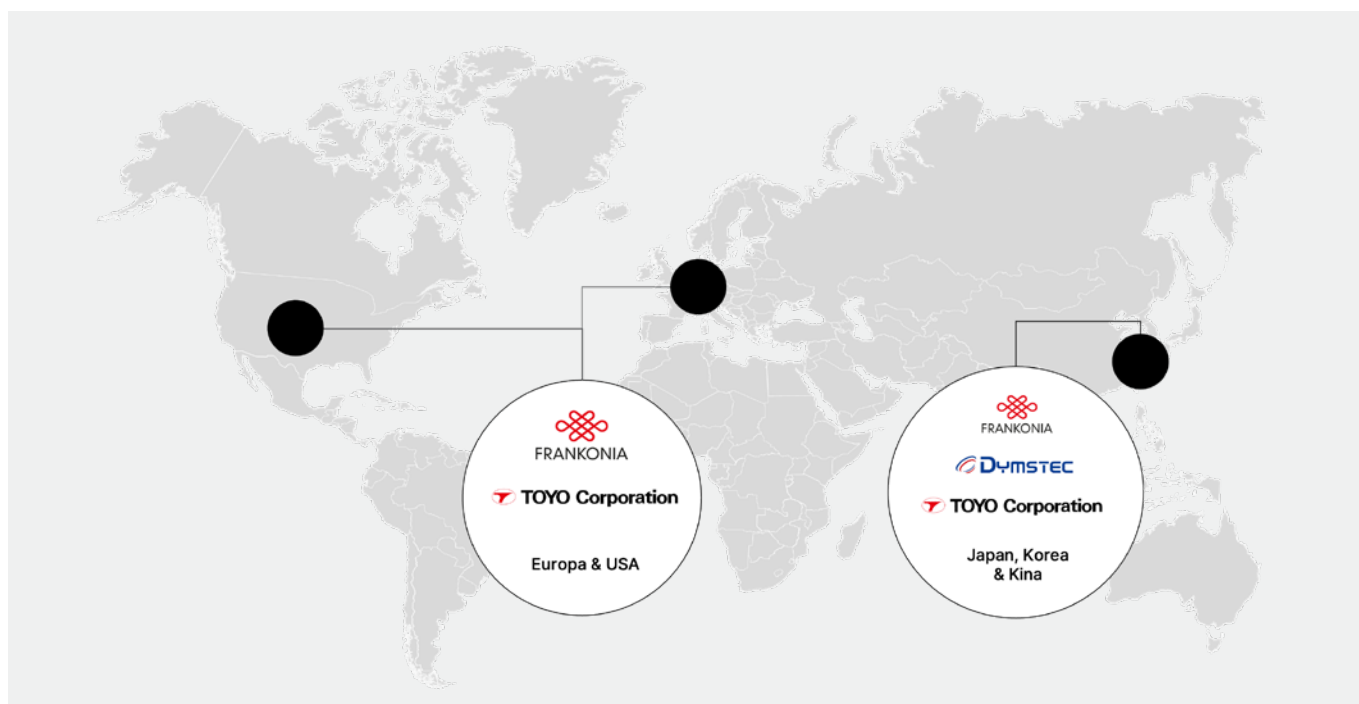 FRANKONIA
TOYO Corporation
Europa & USA
FRANKONIA
DYMSTEC
TOYO Corporation
Japan, Korea
& Kina